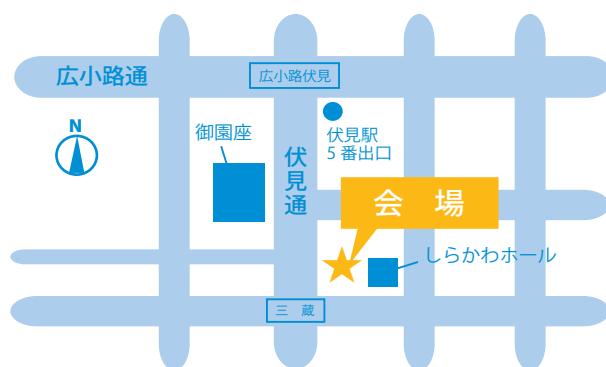 広小路通
広小路伏見
N
御園座
伏見駅
5 番出口
伏見通
会 場
しらかわホール
三 蔵